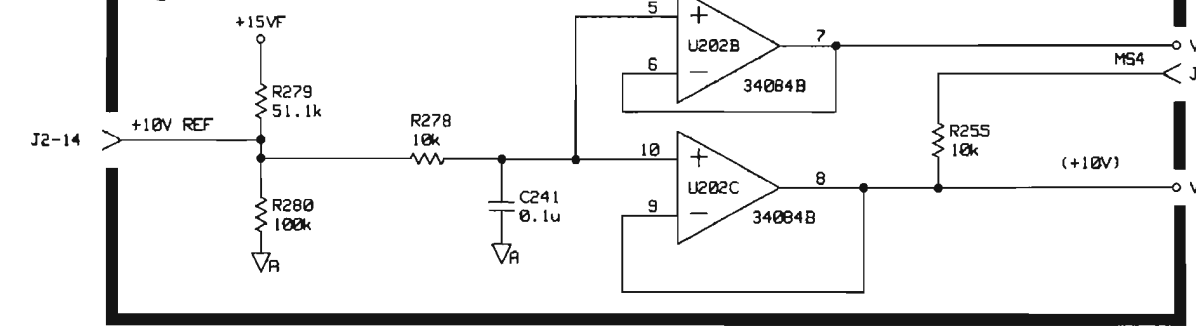 +15VF
5
+
U202B
6
−
7
34084B
V
MS4
J
R279
51.1k
J2-14
+10V REF
R278
10k
R255
10k
10
+
U202C
9
−
8
34084B
(+10V)
V
R280
100k
C241
0.1u
A
A